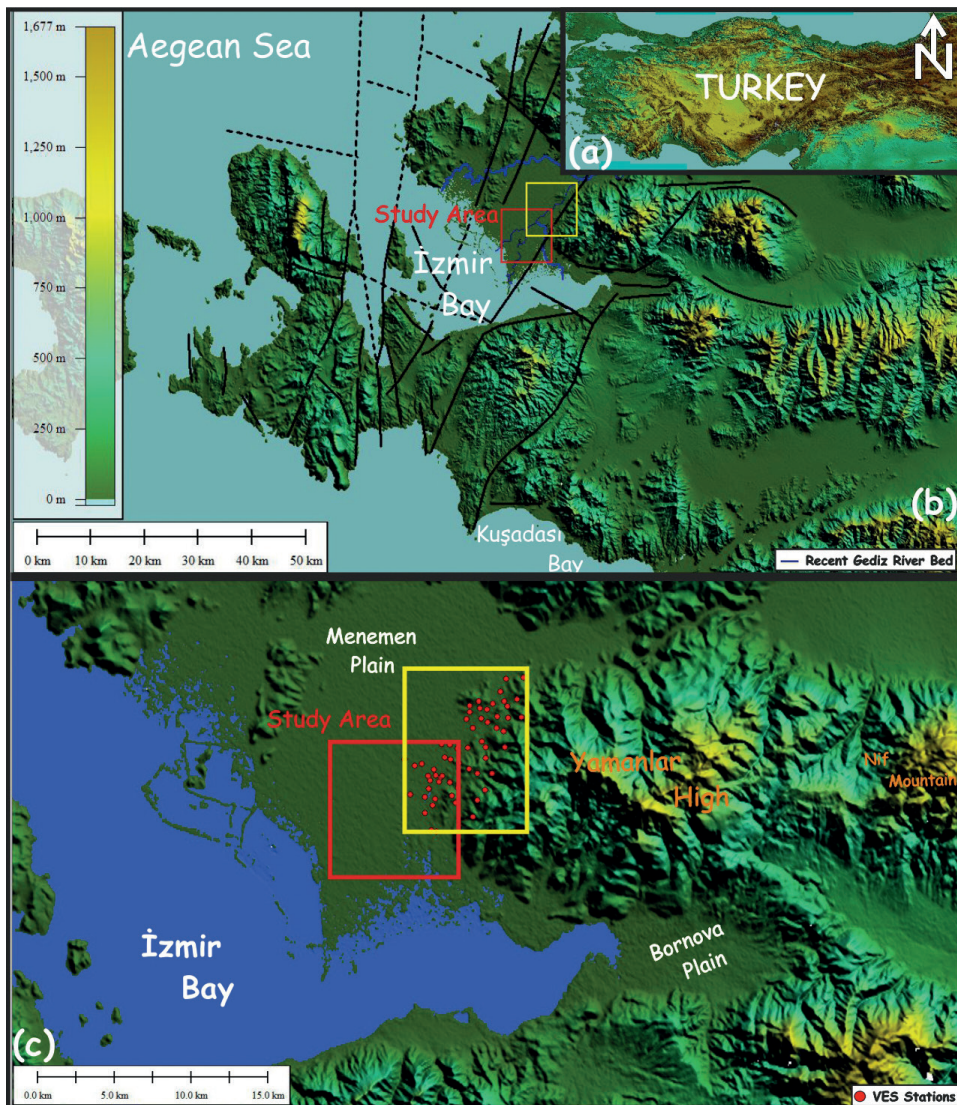 1,677 m
1,500 m
1,250 m
1,000 m
750 m
500 m
250 m
0 m
Aegean Sea
TURKEY
N
(a)
Study Area
İzmir
Bay
(b)
Kuşadası
Bay
0 km 10 km 20 km 30 km 40 km 50 km
Recent Gediz River Bed
Menemen
Plain
Study Area
Yamanlar
High
Nif
Mountain
İzmir
Bay
Bornova
Plain
(c)
0.0 km 5.0 km 10.0 km 15.0 km
VES Stations